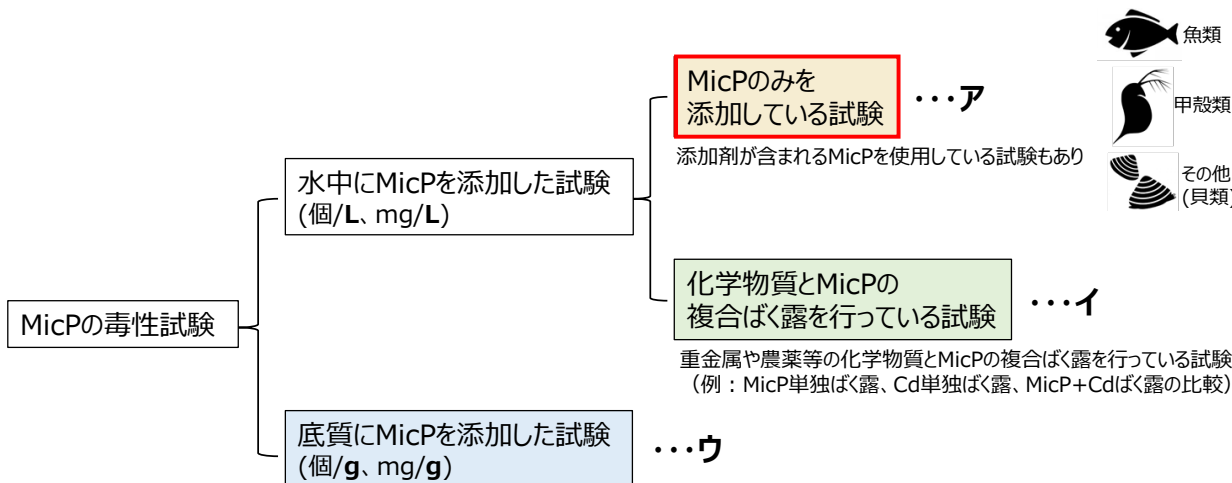 MicPの毒性試験
水中にMicPを添加した試験
(個/L、mg/L)
MicPのみを
添加している試験
・・・ア
添加剤が含まれるMicPを使用している試験もあり
魚類
甲殻類
その他
(貝類)
化学物質とMicPの
複合ばく露を行っている試験
・・・イ
重金属や農薬等の化学物質とMicPの複合ばく露を行っている試験
（例：MicP単独ばく露、Cd単独ばく露、MicP+Cdばく露の比較）
底質にMicPを添加した試験
(個/g、mg/g)
・・・ウ